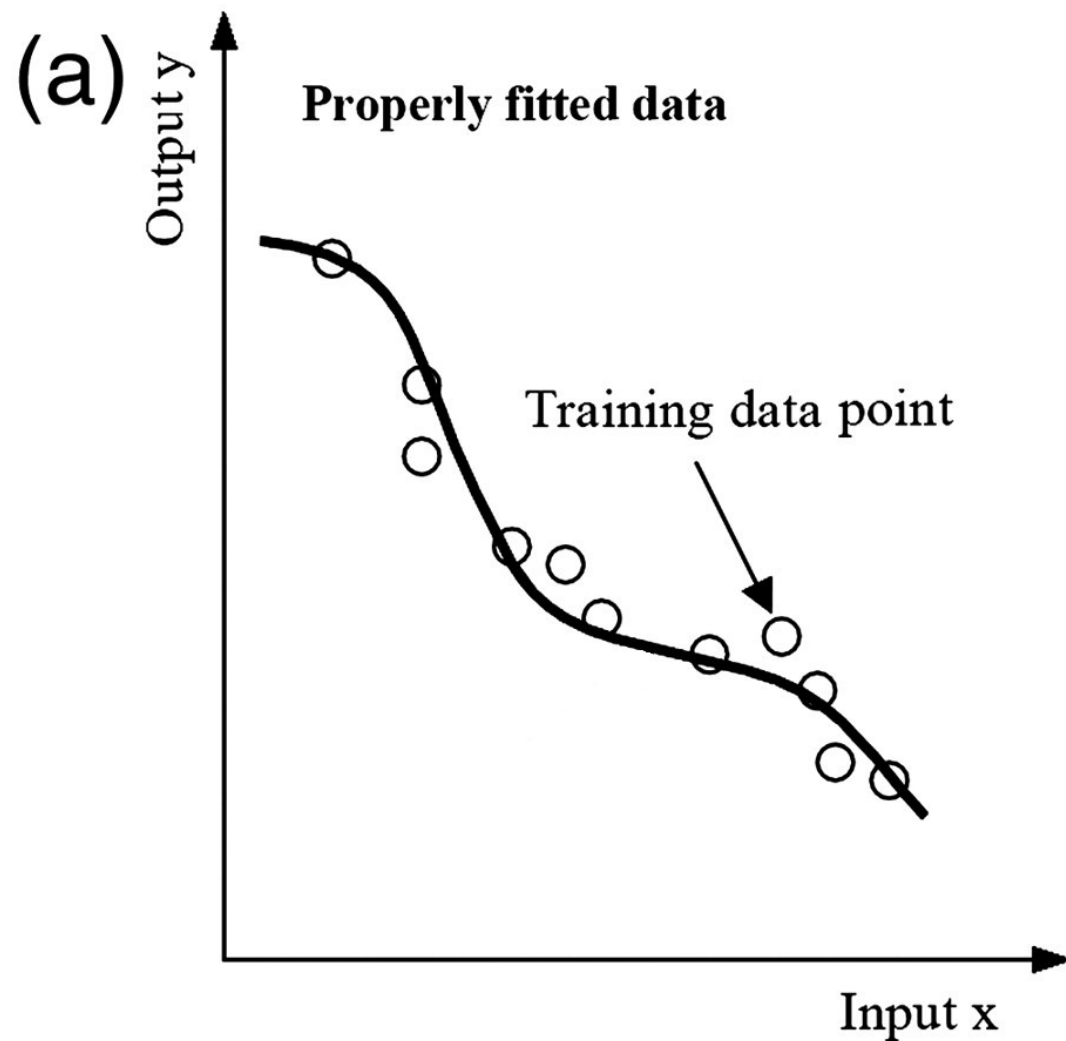 (a)
Output y
Properly fitted data
Training data point
Input x